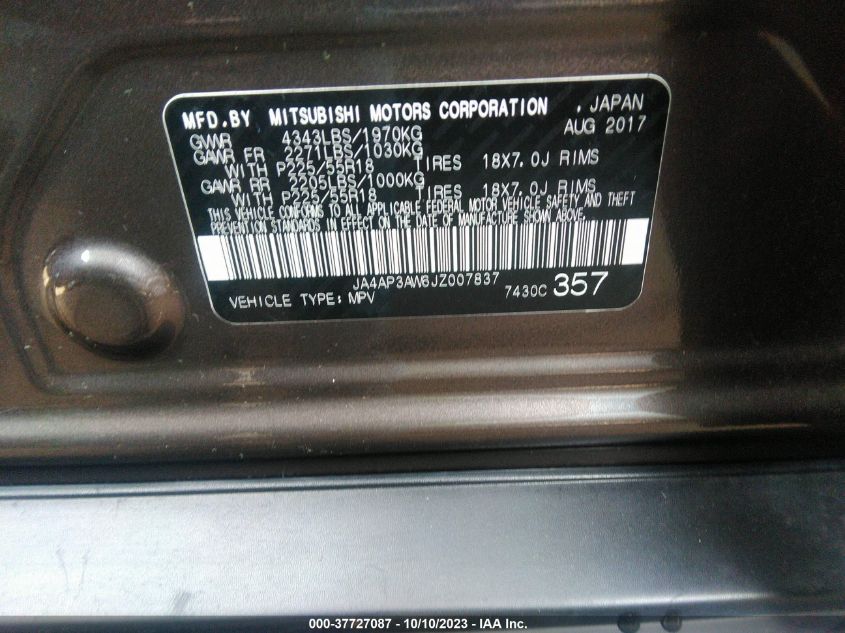 MFD.BY MITSUBISHI MOTORS CORPORATION , JAPAN
GVWR 4343LBS/1970KG AUG 2017
GAWR FR 2271LBS/1030KG
WITH P225/55R18 TIRES 18X7.0J RIMS
GAWR RR 2205LBS/1000KG
WITH P225/55R18 TIRES 18X7.0J RIMS
THIS VEHICLE CONFORMS TO ALL APPLICABLE FEDERAL MOTOR VEHICLE SAFETY AND THEFT
PREVENTION STANDARDS IN EFFECT ON THE DATE OF MANUFACTURE SHOWN ABOVE.
JA4AP3AW6JZ007837
VEHICLE TYPE: MPV 7430C 357
000-37727087 - 10/10/2023 - IAA Inc.